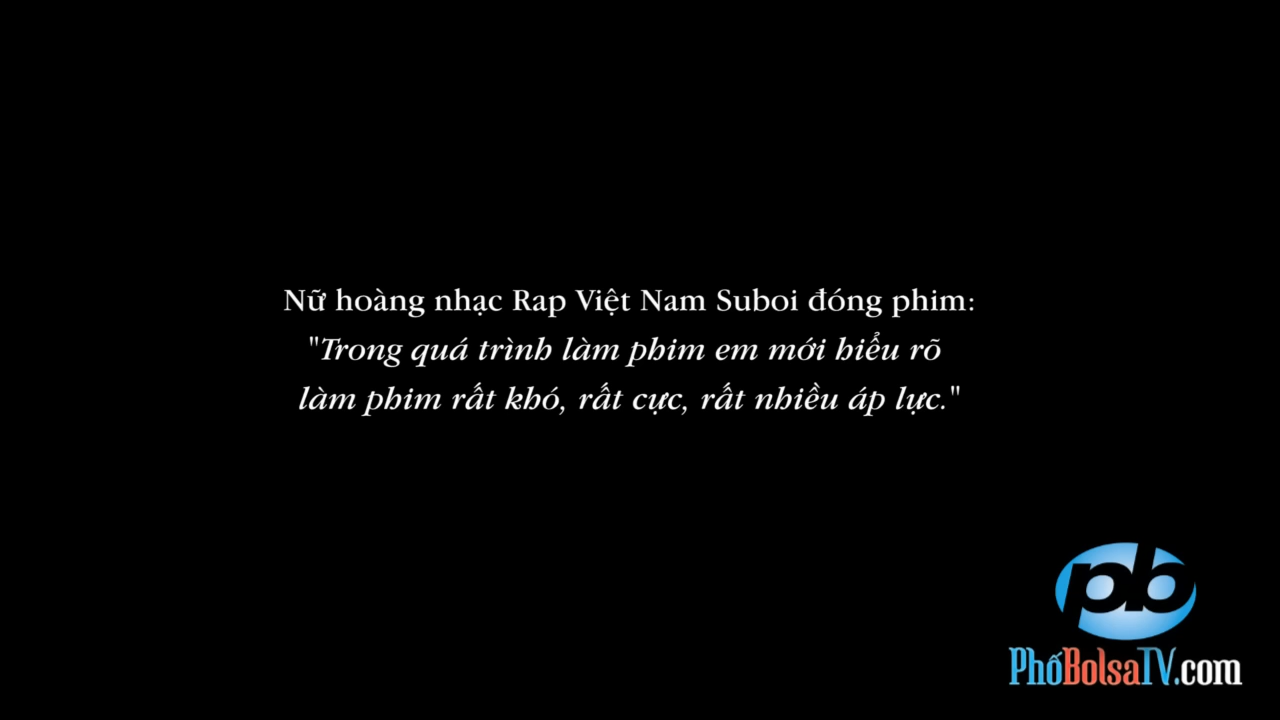 Nữ hoàng nhạc Rap Việt Nam Suboi đóng phim:
"Trong quá trình làm phim em mới hiểu rõ
làm phim rất khó, rất cực, rất nhiều áp lực."
pb
PhốBolsaTV.com